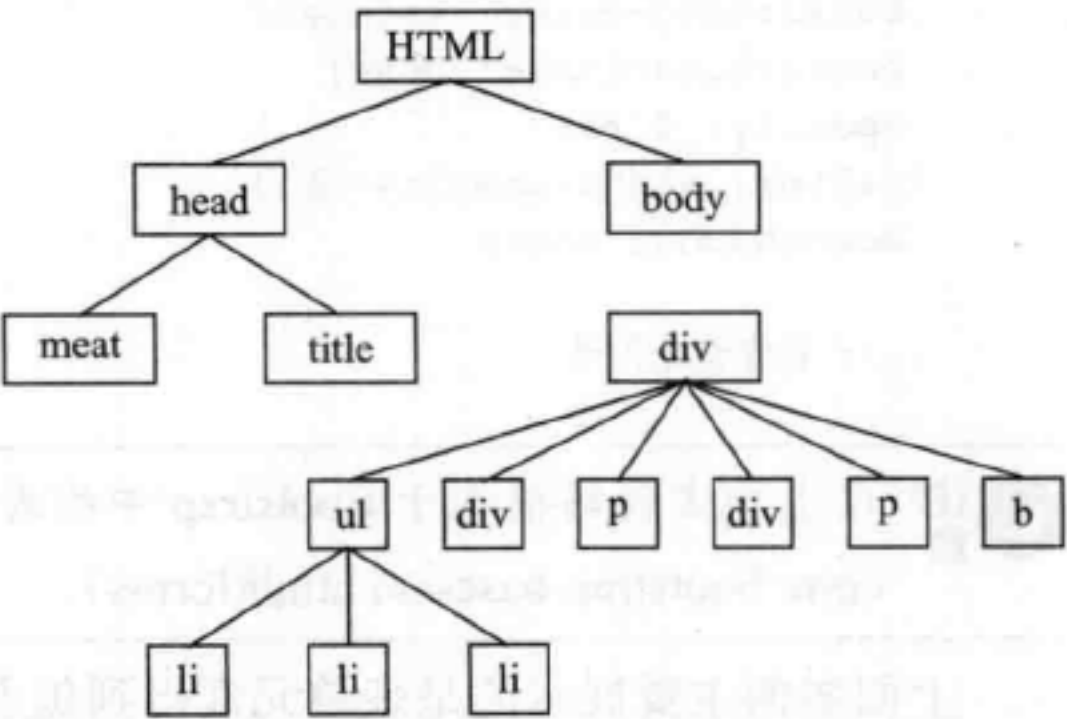 HTML
head body
meat title div
ul div p div p b
li li li